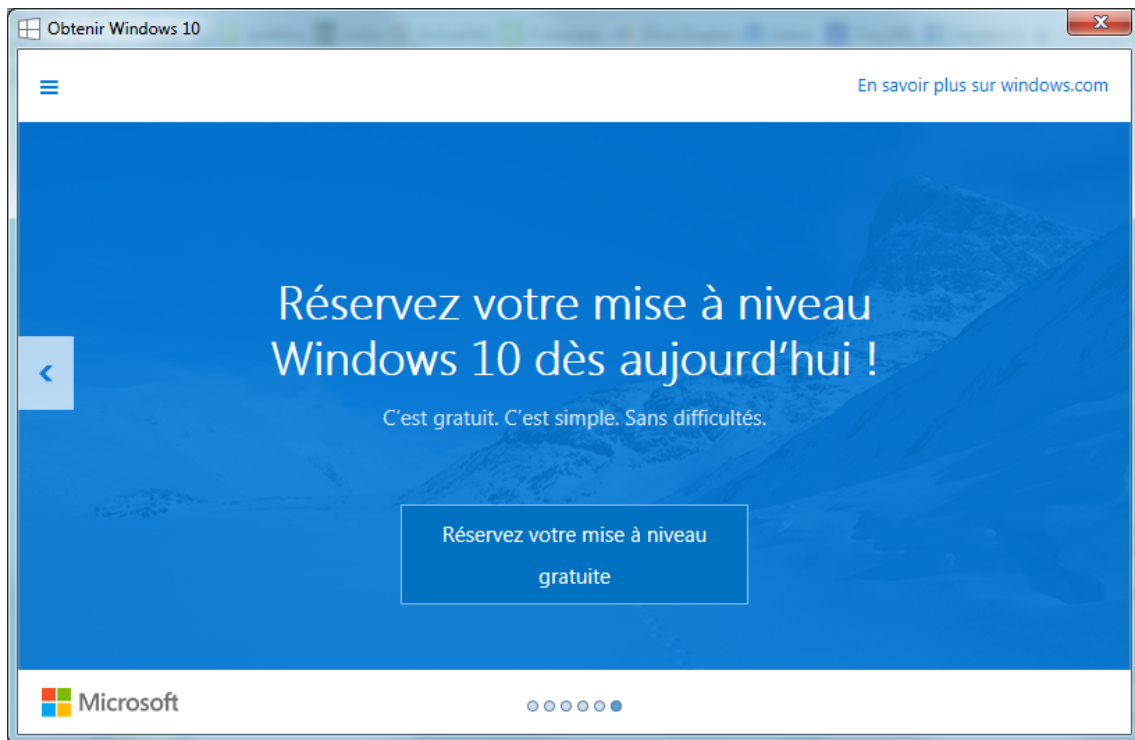 Obtenir Windows 10
En savoir plus sur windows.com
Réservez votre mise à niveau
Windows 10 dès aujourd'hui !
C'est gratuit. C'est simple. Sans difficultés.
Réservez votre mise à niveau
gratuite
Microsoft